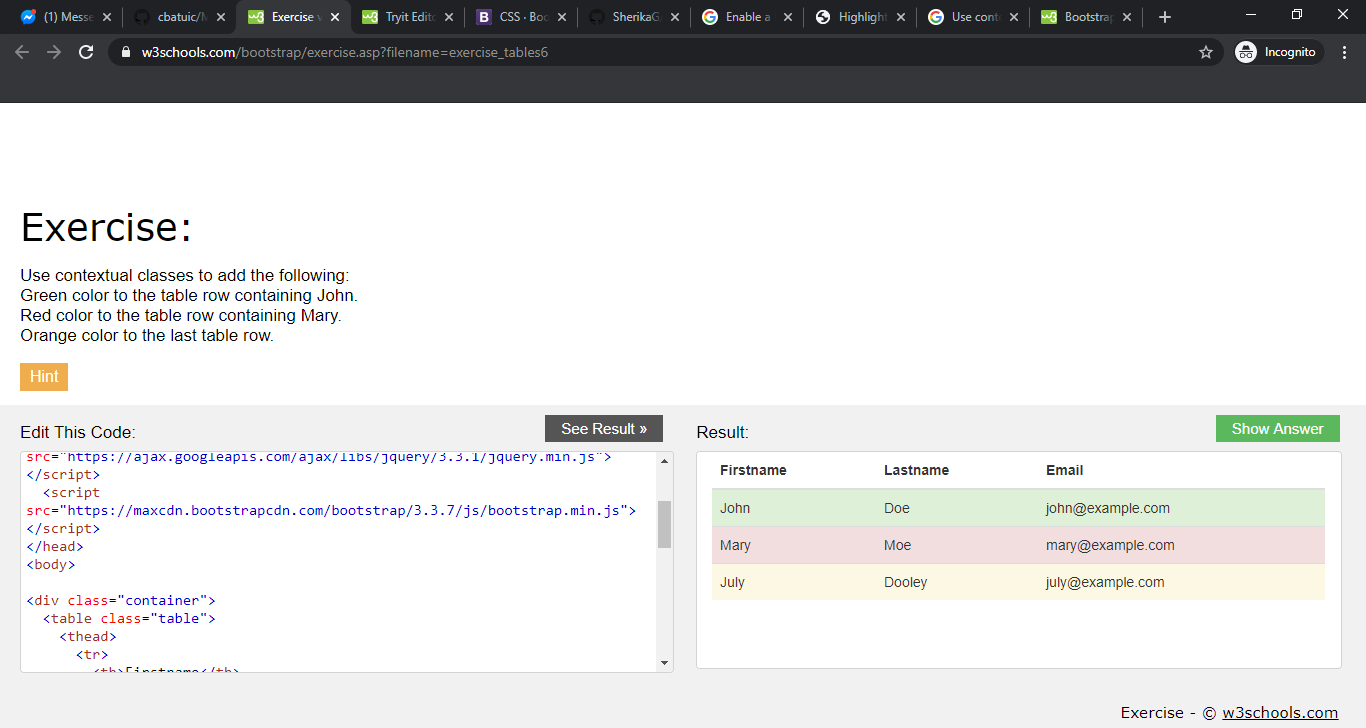 (1) Messe
cbatuic/M
Exercise v
Tryit Edito
CSS · Boo
SherikaG
Enable a
Highlight
Use cont
Bootstrap
w3schools.com/bootstrap/exercise.asp?filename=exercise_tables6
Incognito
Exercise:
Use contextual classes to add the following:
Green color to the table row containing John.
Red color to the table row containing Mary.
Orange color to the last table row.
Hint
Edit This Code:
See Result »
src="https://ajax.googleapis.com/ajax/libs/jquery/3.3.1/jquery.min.js">
</script>
<script
src="https://maxcdn.bootstrapcdn.com/bootstrap/3.3.7/js/bootstrap.min.js">
</script>
</head>
<body>
<div class="container">
<table class="table">
<thead>
<tr>
<th>Firstname</th>
Result:
Show Answer
Firstname Lastname Email
John Doe john@example.com
Mary Moe mary@example.com
July Dooley july@example.com
Exercise - © w3schools.com